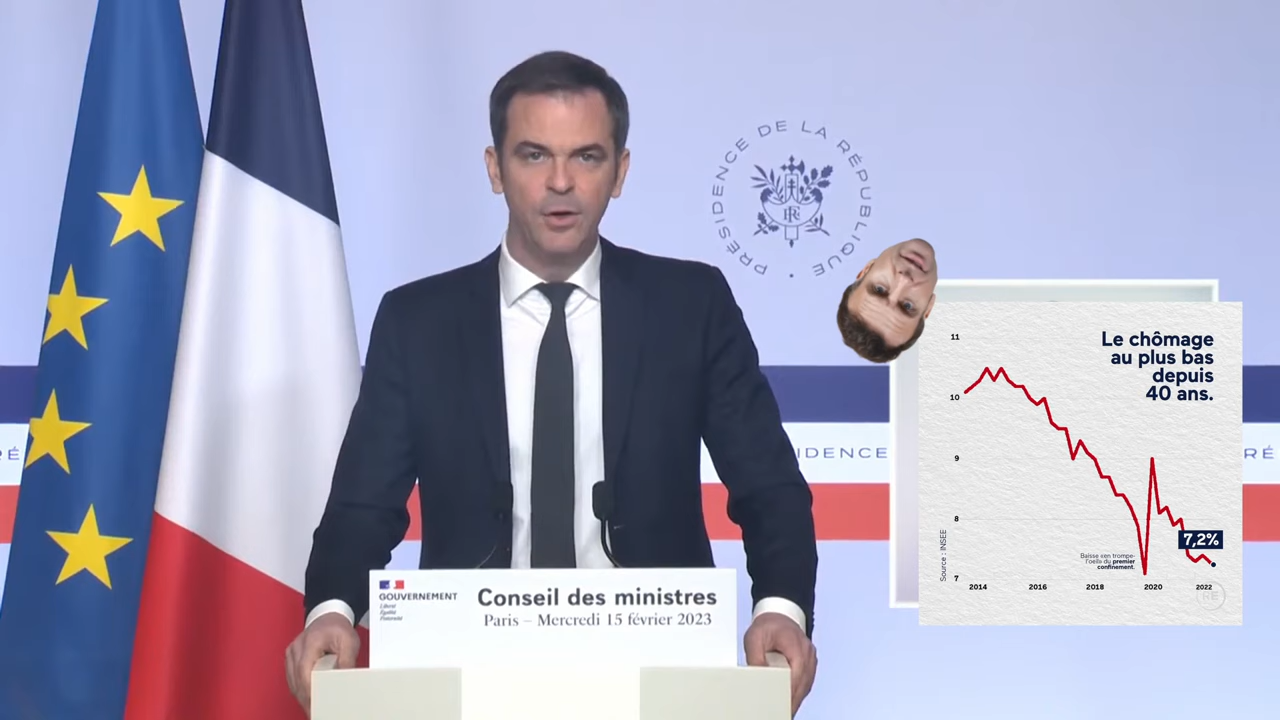 PRÉSIDENCE DE LA RÉPUBLIQUE
RF
RÉ
IDENCE
RÉ
GOUVERNEMENT
Liberté
Égalité
Fraternité
Conseil des ministres
Paris – Mercredi 15 février 2023
Le chômage
au plus bas
depuis
40 ans.
11
10
9
8
7
7,2%
Baisse «en trompe-
l'oeil» du premier
confinement.
Source : INSEE
2014
2016
2018
2020
2022
RE